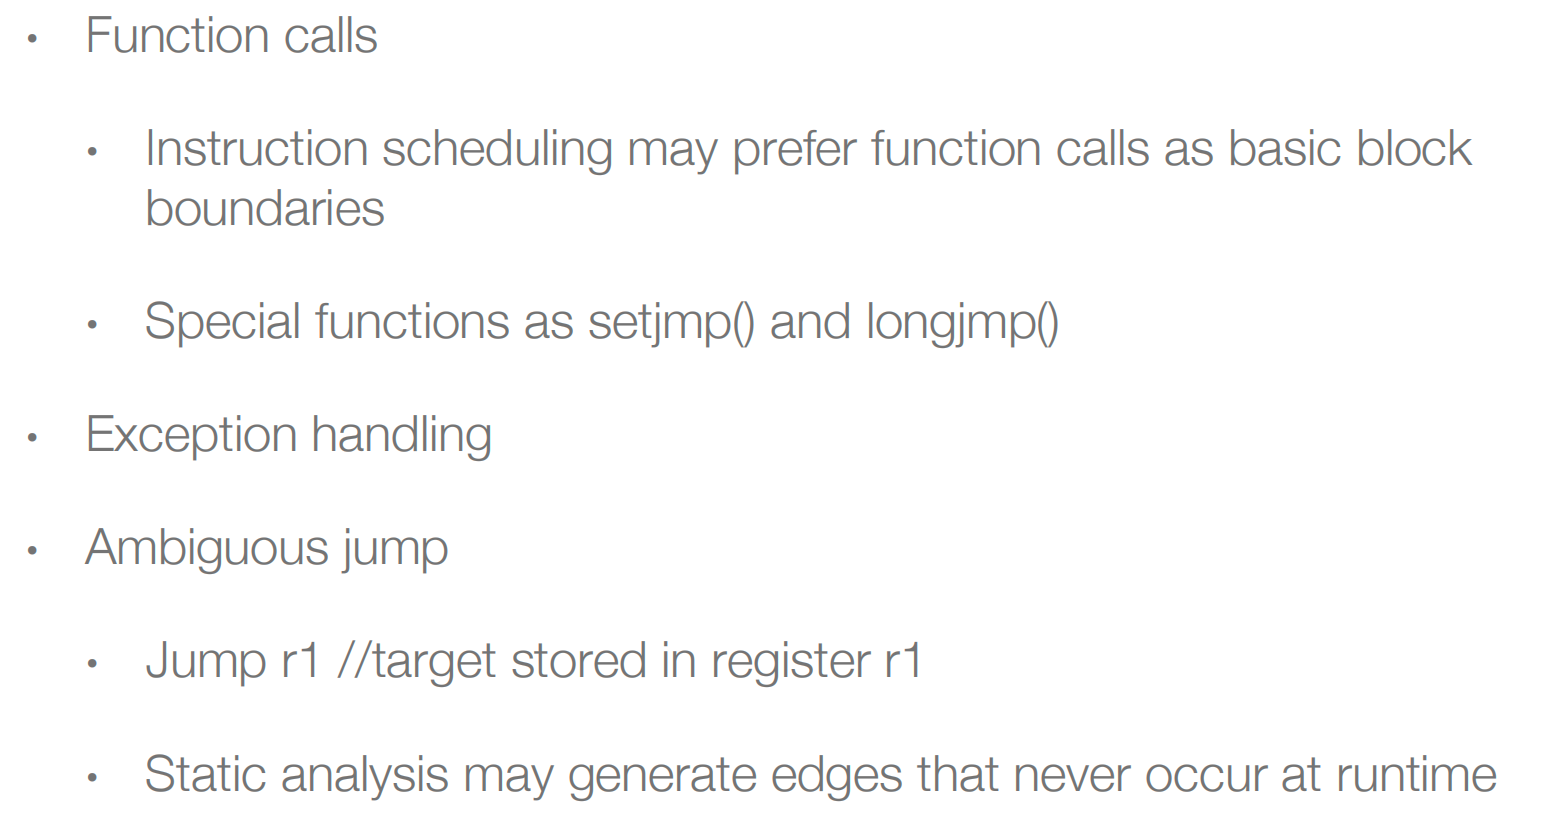 • Function calls
• Instruction scheduling may prefer function calls as basic block
boundaries
• Special functions as setjmp() and longjmp()
• Exception handling
• Ambiguous jump
• Jump r1 //target stored in register r1
• Static analysis may generate edges that never occur at runtime